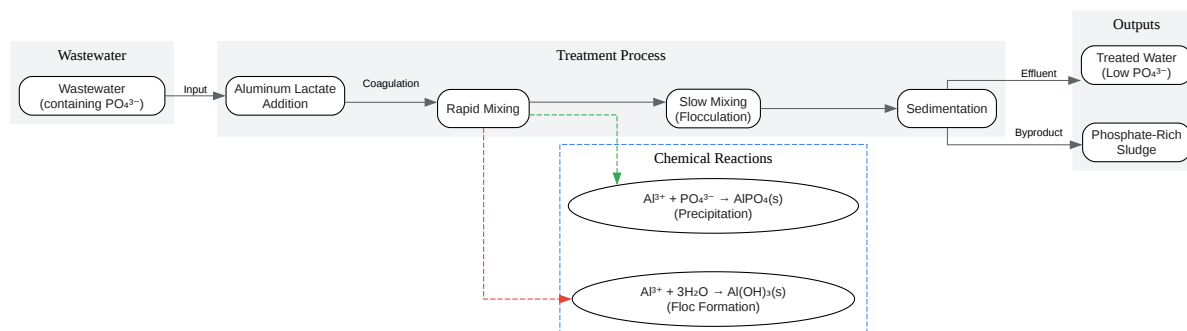 Wastewater
Wastewater
(containing PO₄³⁻)
Input
Treatment Process
Aluminum Lactate
Addition
Coagulation
Rapid Mixing
Slow Mixing
(Flocculation)
Sedimentation
Effluent
Byproduct
Outputs
Treated Water
(Low PO₄³⁻)
Phosphate-Rich
Sludge
Chemical Reactions
Al³⁺ + PO₄³⁻ → AlPO₄(s)
(Precipitation)
Al³⁺ + 3H₂O → Al(OH)₃(s)
(Floc Formation)